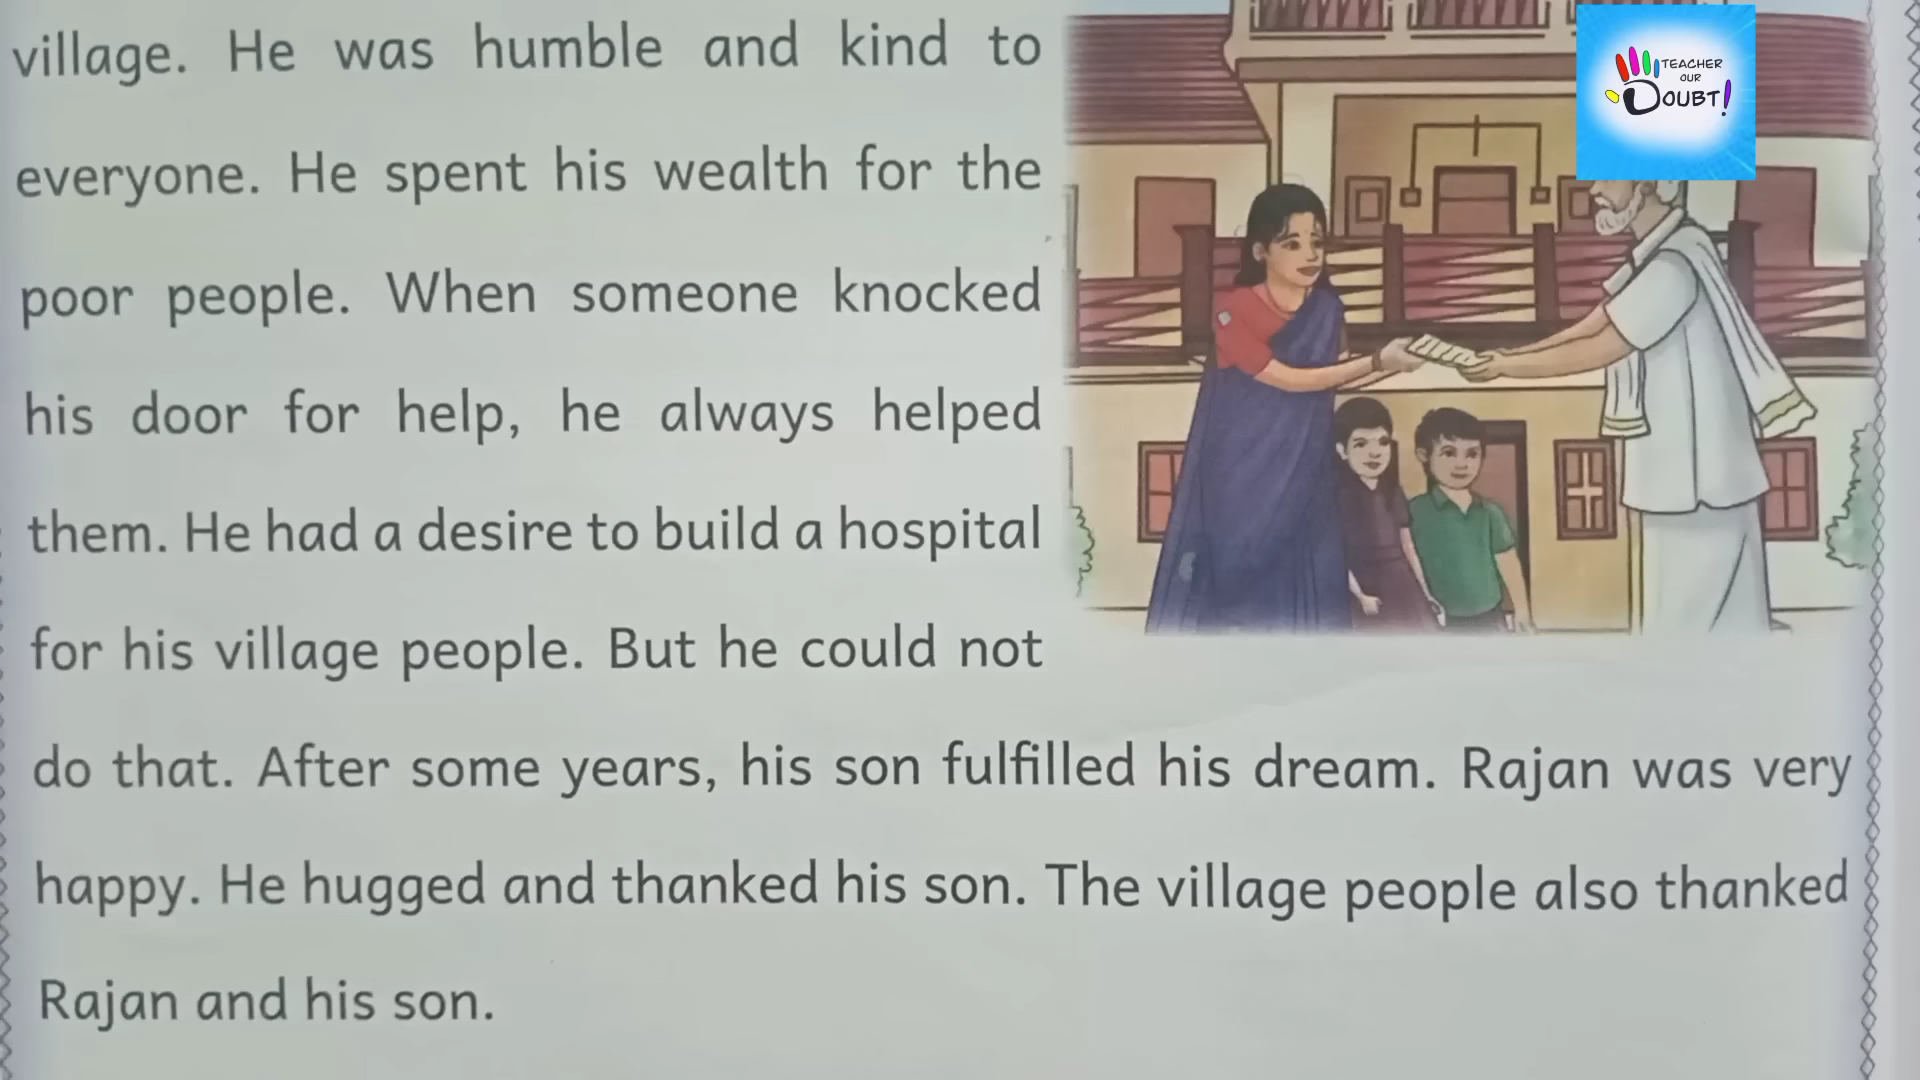 village. He was humble and kind to
everyone. He spent his wealth for the
poor people. When someone knocked
his door for help, he always helped
them. He had a desire to build a hospital
for his village people. But he could not
do that. After some years, his son fulfilled his dream. Rajan was very
happy. He hugged and thanked his son. The village people also thanked
Rajan and his son.
TEACHER
OUR
DOUBT!